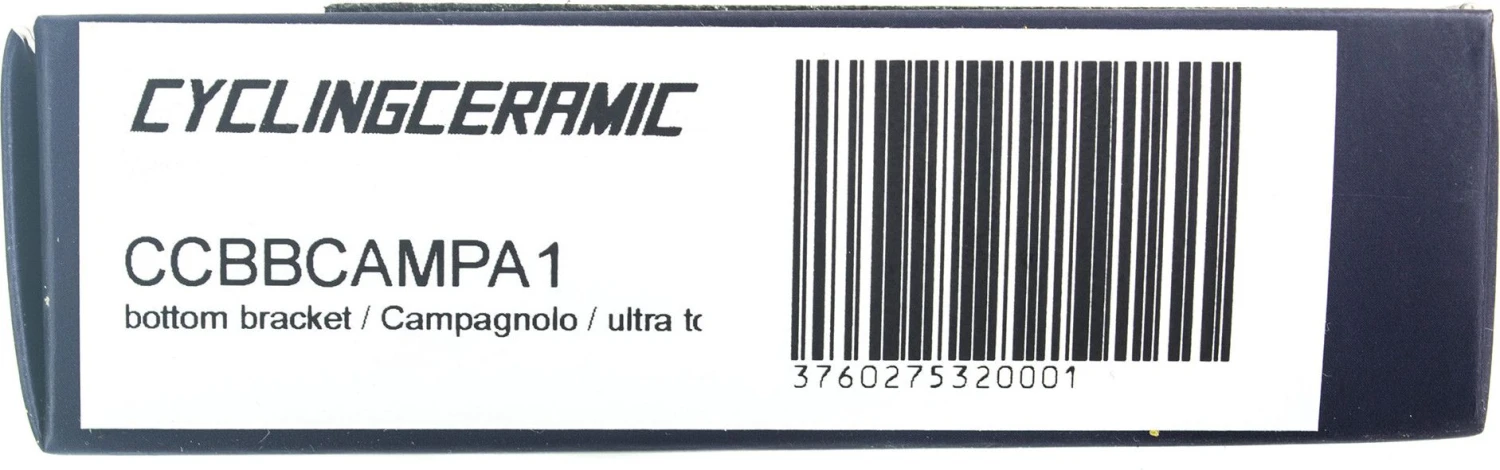 CYCLINGCERAMIC
CCBBCAMPA1
bottom bracket / Campagnolo / ultra
3760275320001